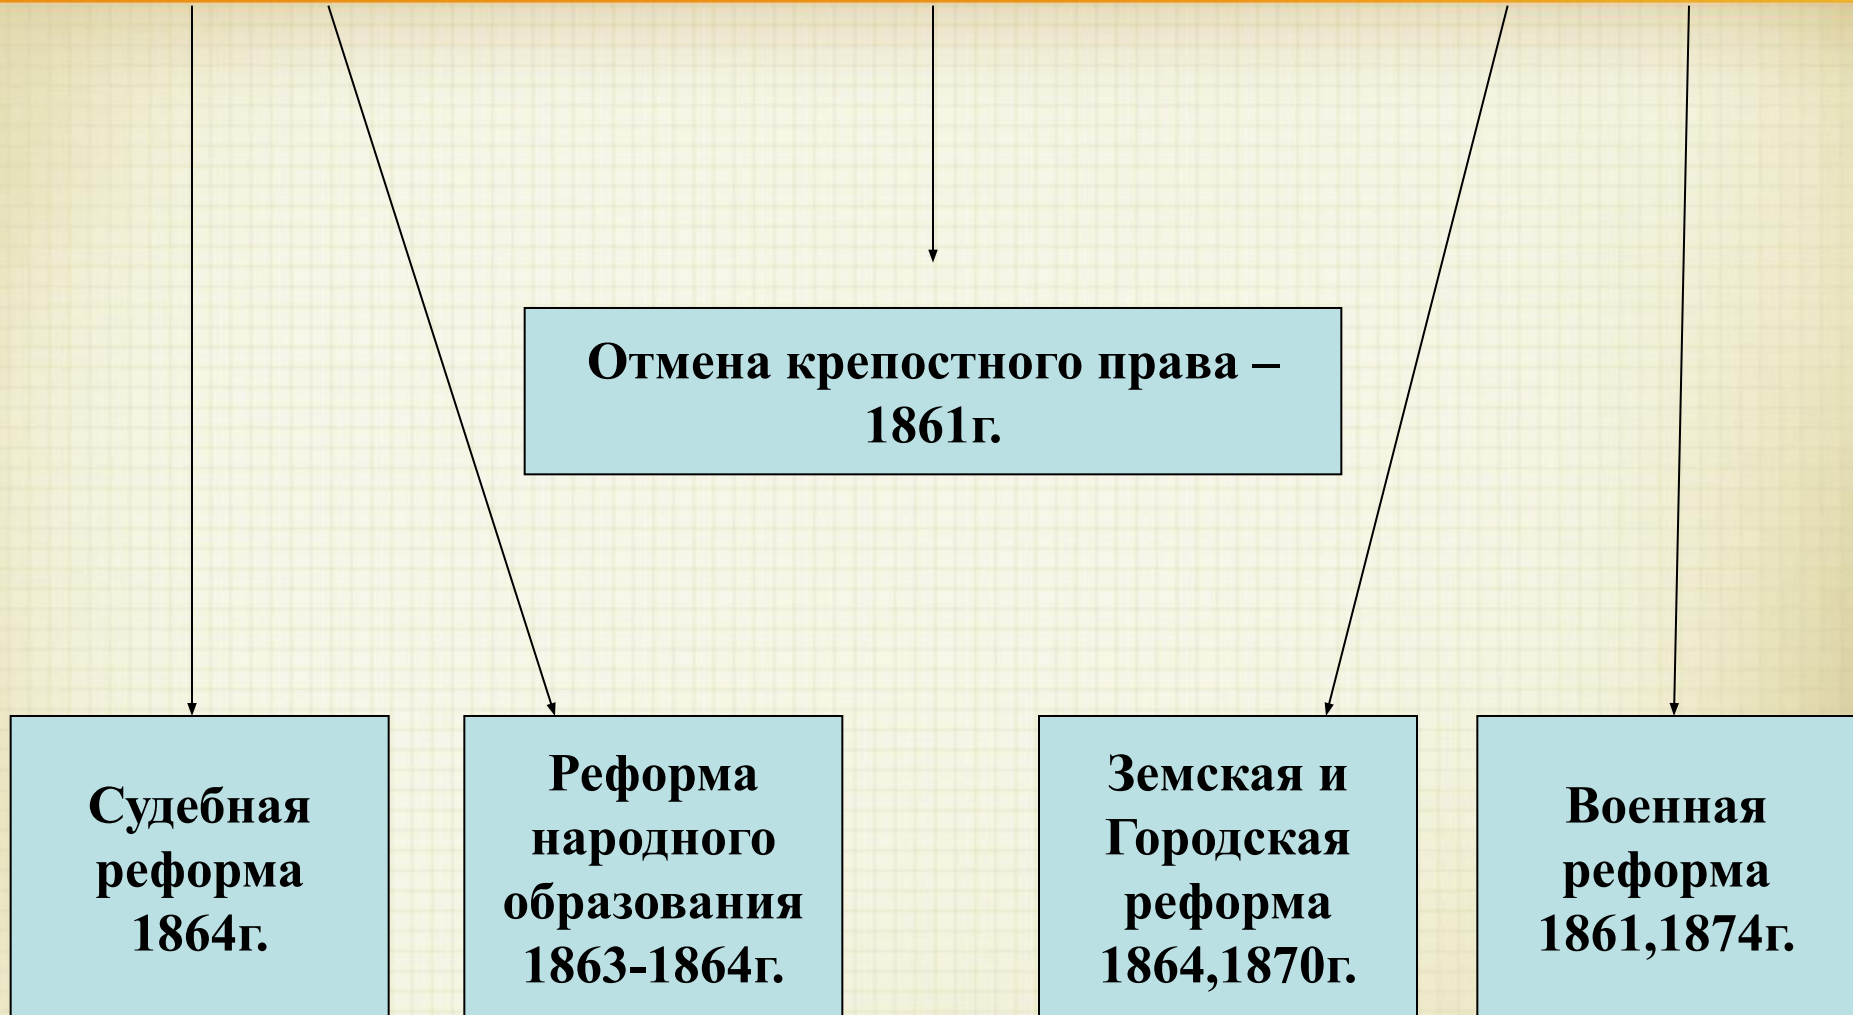 Отмена крепостного права –
1861г.
Судебная
реформа
1864г.
Реформа
народного
образования
1863-1864г.
Земская и
Городская
реформа
1864,1870г.
Военная
реформа
1861,1874г.